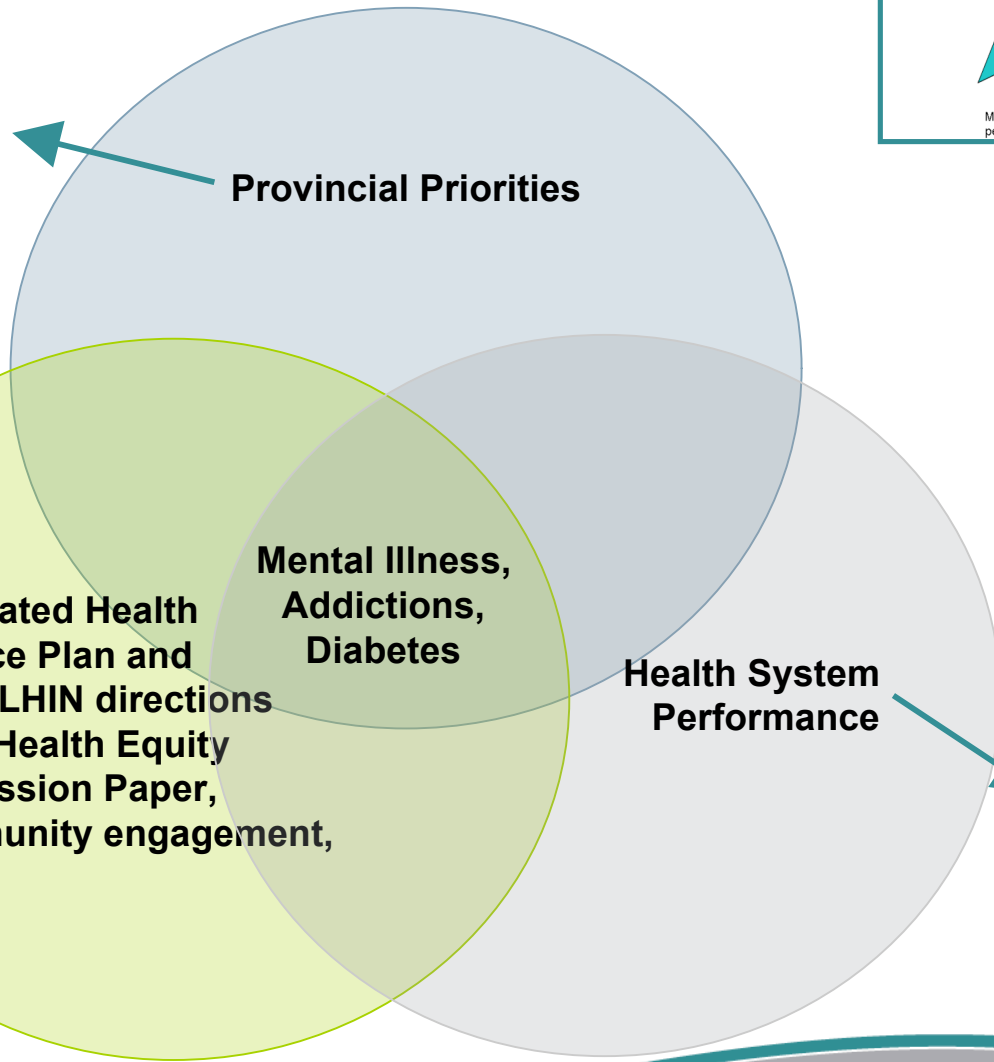 Provincial Priorities
Mental Illness,
Addictions,
Diabetes
ated Health
ce Plan and
LHIN directions
Health Equity
ssion Paper,
unity engagement,
Health System
Performance
M
pe